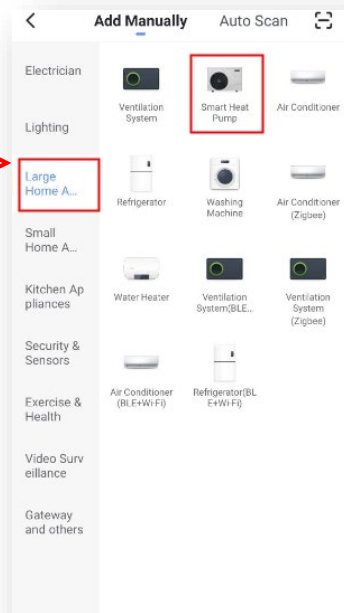 Add Manually Auto Scan
Electrician
Lighting
Large
Home A...
Small
Home A...
Kitchen Ap
pliances
Security &
Sensors
Exercise &
Health
Video Surv
eillance
Gateway
and others
Ventilation
System
Smart Heat
Pump
Air Conditioner
Refrigerator
Washing
Machine
Air Conditioner
(Zigbee)
Water Heater
Ventilation
System(BLE...
Ventilation
System
(Zigbee)
Air Conditioner
(BLE+Wi-Fi)
Refrigerator(BL
E+Wi-Fi)